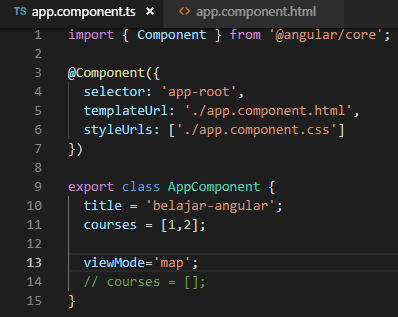 TS app.component.ts × <> app.component.html
1 import { Component } from '@angular/core';
2
3 @Component({
4 selector: 'app-root',
5 templateUrl: './app.component.html',
6 styleUrls: ['./app.component.css']
7 })
8
9 export class AppComponent {
10 title = 'belajar-angular';
11 courses = [1,2];
12
13 viewMode='map';
14 // courses = [];
15 }